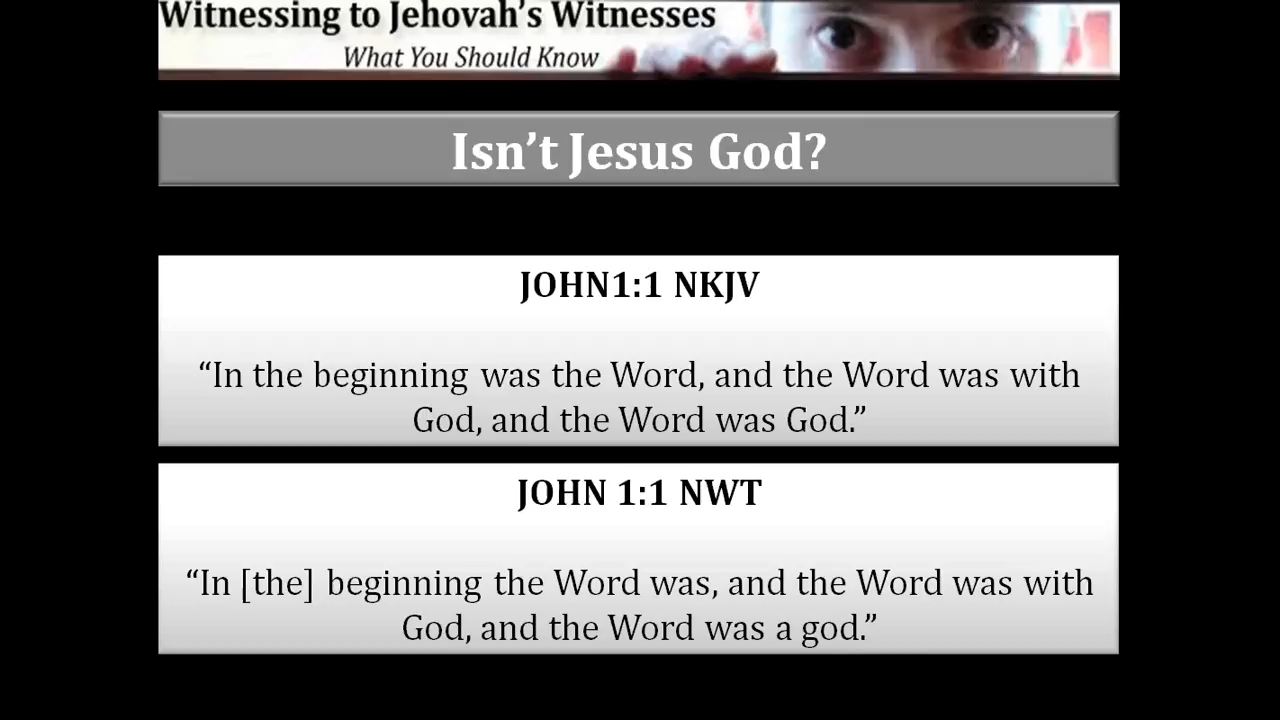 Witnessing to Jehovah’s Witnesses
What You Should Know
Isn’t Jesus God?
JOHN1:1 NKJV
“In the beginning was the Word, and the Word was with
God, and the Word was God.”
JOHN 1:1 NWT
“In [the] beginning the Word was, and the Word was with
God, and the Word was a god.”